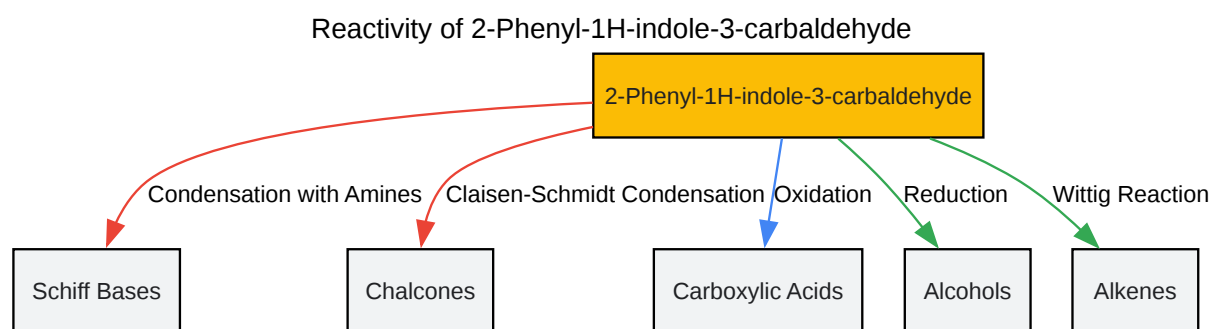 Reactivity of 2-Phenyl-1H-indole-3-carbaldehyde
2-Phenyl-1H-indole-3-carbaldehyde
Condensation with Amines
Claisen-Schmidt Condensation
Oxidation
Reduction
Wittig Reaction
Schiff Bases
Chalcones
Carboxylic Acids
Alcohols
Alkenes